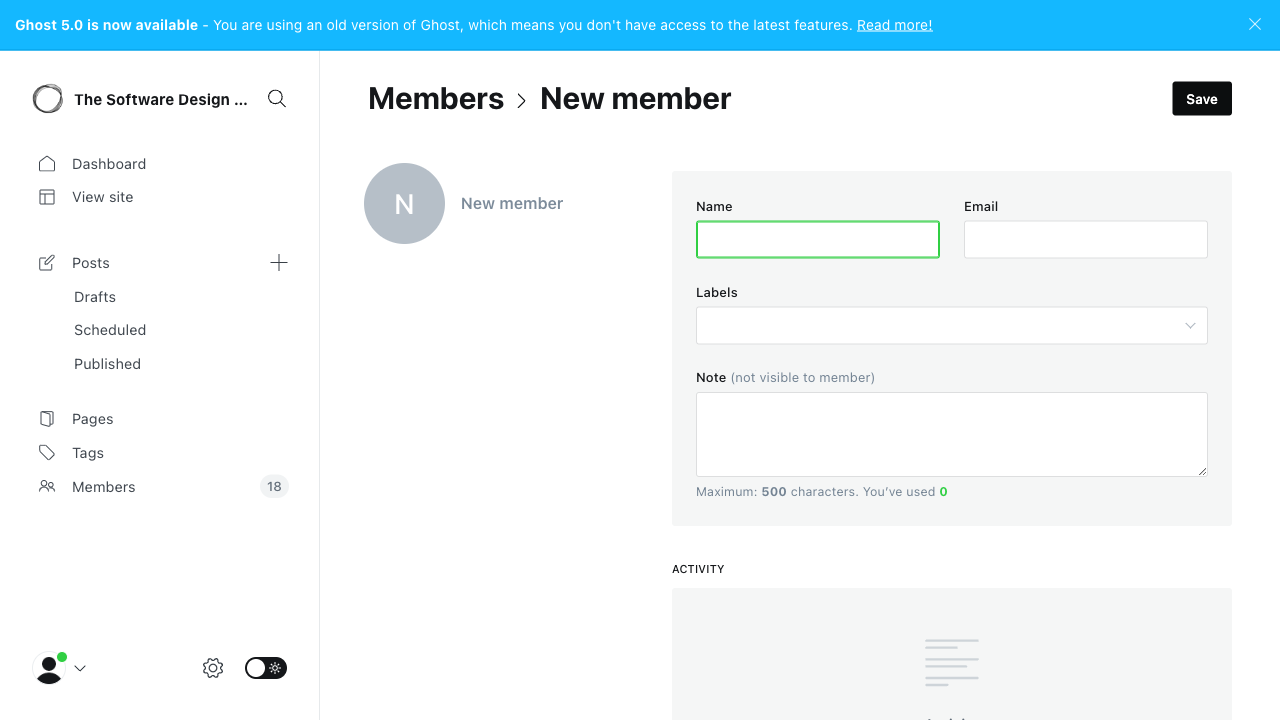 Ghost 5.0 is now available - You are using an old version of Ghost, which means you don't have access to the latest features. Read more!
The Software Design ...
Dashboard
View site
Posts
Drafts
Scheduled
Published
Pages
Tags
Members 18
Members > New member
Save
N New member
Name
Email
Labels
Note (not visible to member)
Maximum: 500 characters. You've used 0
ACTIVITY